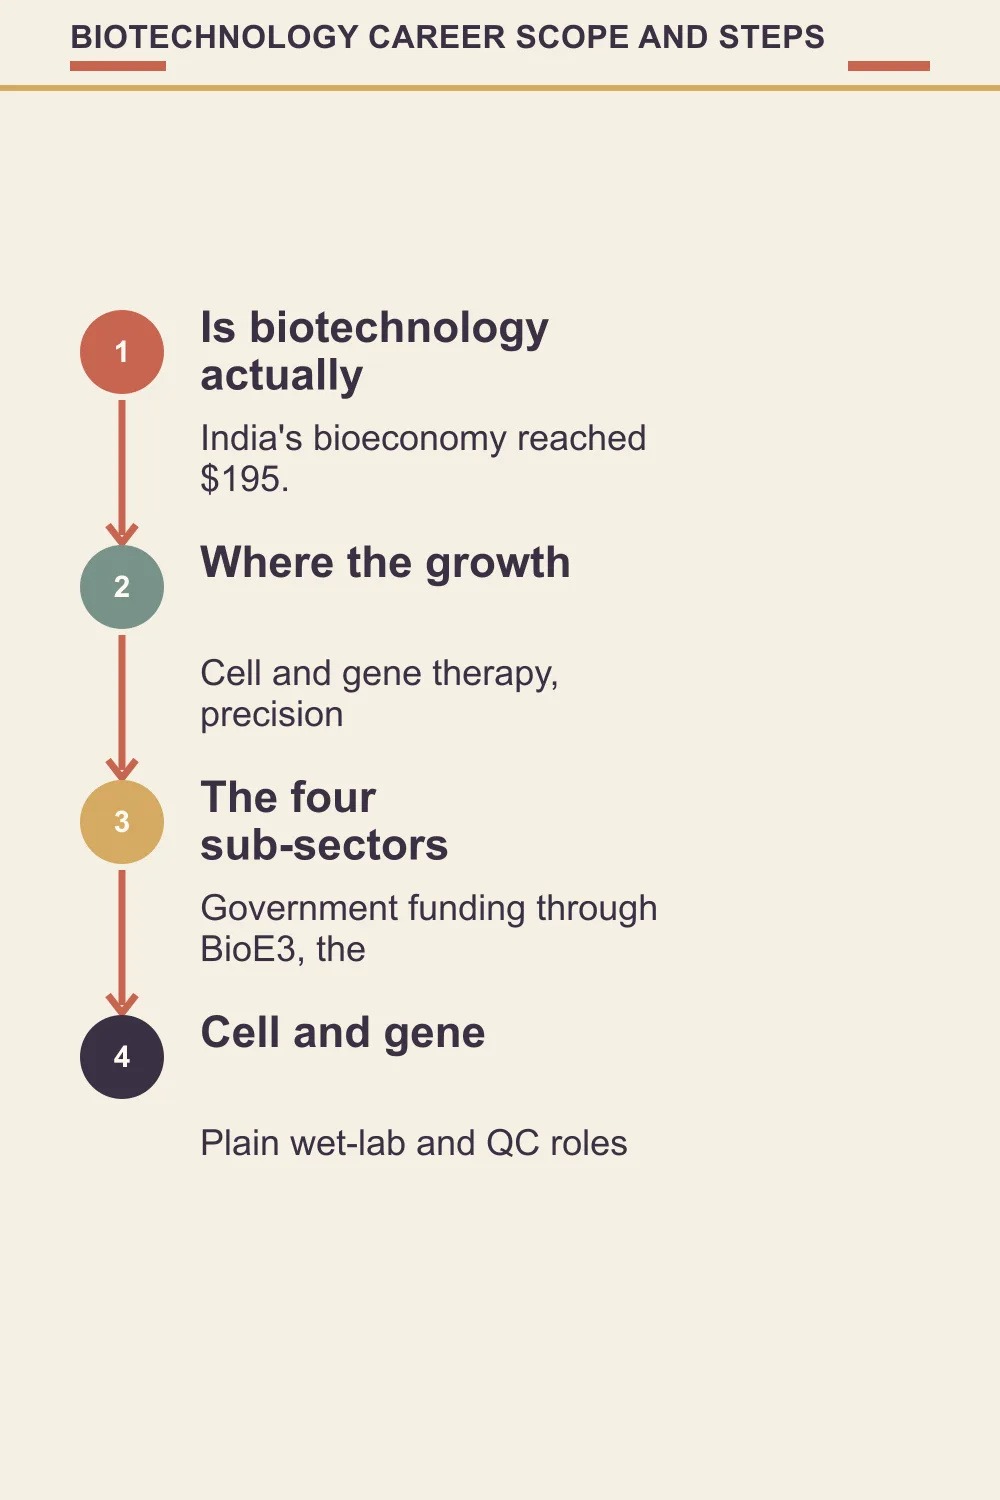 BIOTECHNOLOGY CAREER SCOPE AND STEPS
1
Is biotechnology
actually
India's bioeconomy reached
$195.
2
Where the growth
Cell and gene therapy,
precision
3
The four
sub-sectors
Government funding through
BioE3, the
4
Cell and gene
Plain wet-lab and QC roles